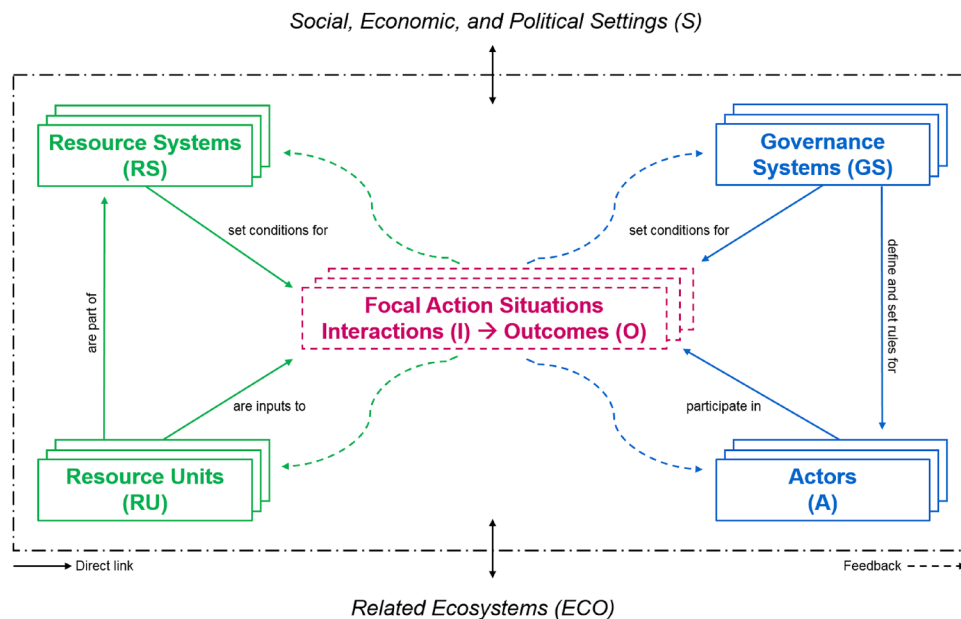 Social, Economic, and Political Settings (S)
Resource Systems
(RS)
Governance
Systems (GS)
set conditions for
set conditions for
define and set rules for
are part of
Focal Action Situations
Interactions (I) → Outcomes (O)
are inputs to
participate in
Resource Units
(RU)
Actors
(A)
Direct link
Feedback
Related Ecosystems (ECO)